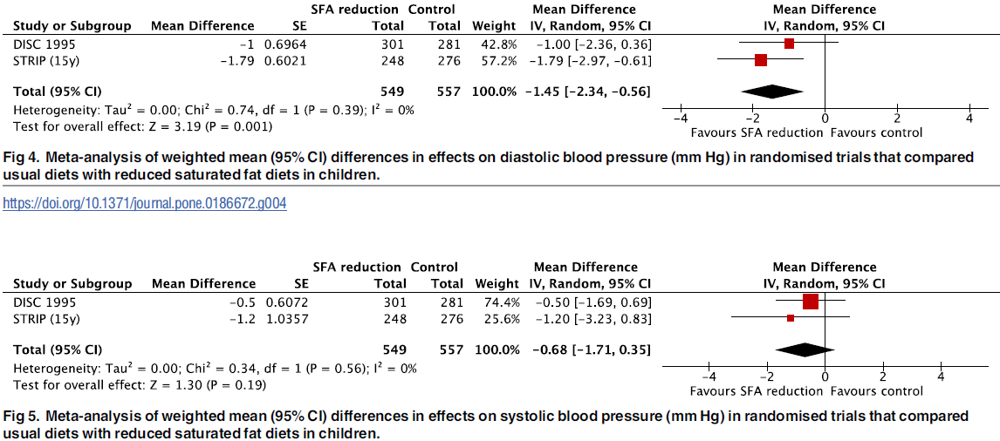 SFA reduction Control Mean Difference Mean Difference
Study or Subgroup Mean Difference SE Total Total Weight IV, Random, 95% CI IV, Random, 95% CI
DISC 1995 −1 0.6964 301 281 42.8% −1.00 [−2.36, 0.36]
STRIP (15y) −1.79 0.6021 248 276 57.2% −1.79 [−2.97, −0.61]
Total (95% CI) 549 557 100.0% −1.45 [−2.34, −0.56]
Heterogeneity: Tau² = 0.00; Chi² = 0.74, df = 1 (P = 0.39); I² = 0%
Test for overall effect: Z = 3.19 (P = 0.001)
−4 −2 0 2 4
Favours SFA reduction Favours control
Fig 4. Meta-analysis of weighted mean (95% CI) differences in effects on diastolic blood pressure (mm Hg) in randomised trials that compared
usual diets with reduced saturated fat diets in children.
https://doi.org/10.1371/journal.pone.0186672.g004
SFA reduction Control Mean Difference Mean Difference
Study or Subgroup Mean Difference SE Total Total Weight IV, Random, 95% CI IV, Random, 95% CI
DISC 1995 −0.5 0.6072 301 281 74.4% −0.50 [−1.69, 0.69]
STRIP (15y) −1.2 1.0357 248 276 25.6% −1.20 [−3.23, 0.83]
Total (95% CI) 549 557 100.0% −0.68 [−1.71, 0.35]
Heterogeneity: Tau² = 0.00; Chi² = 0.34, df = 1 (P = 0.56); I² = 0%
Test for overall effect: Z = 1.30 (P = 0.19)
−4 −2 0 2 4
Favours SFA reduction Favours control
Fig 5. Meta-analysis of weighted mean (95% CI) differences in effects on systolic blood pressure (mm Hg) in randomised trials that compared
usual diets with reduced saturated fat diets in children.